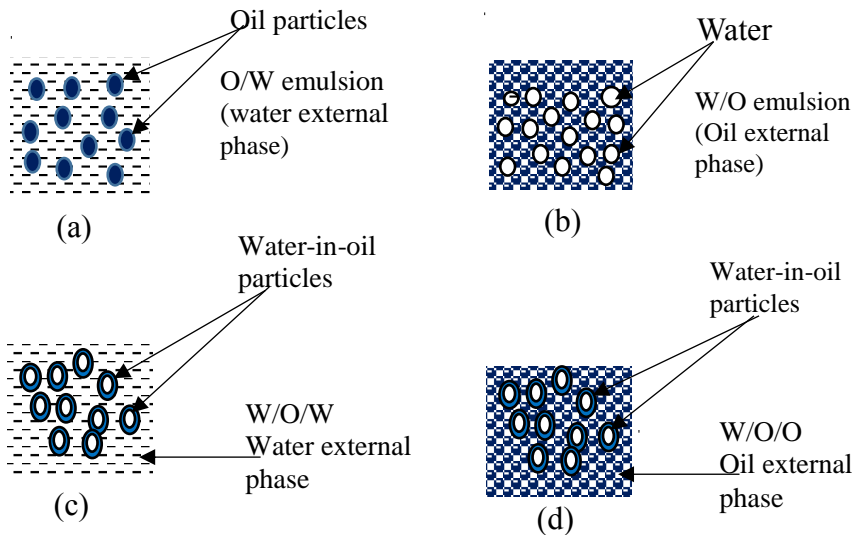 Oil particles
O/W emulsion
(water external
phase)
(a)
Water
W/O emulsion
(Oil external
phase)
(b)
Water-in-oil
particles
W/O/W
Water external
phase
(c)
Water-in-oil
particles
W/O/O
Oil external
phase
(d)